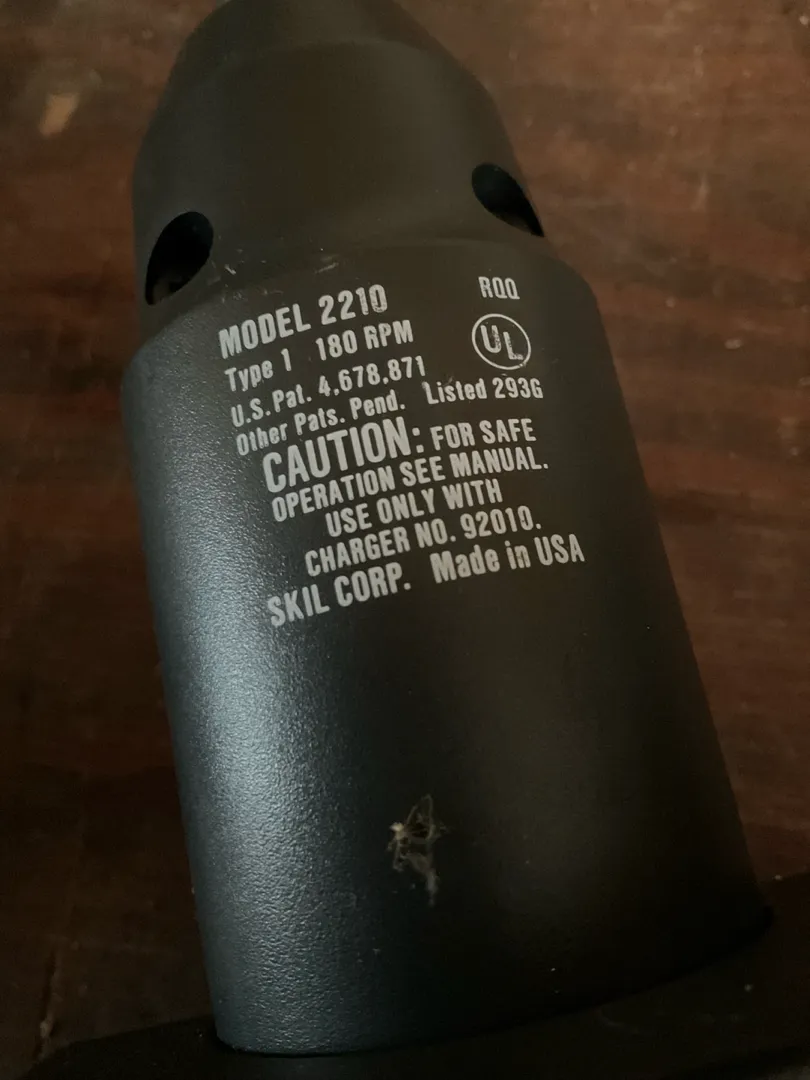 MODEL 2210
RQQ
Type 1 180 RPM
UL
U.S. Pat. 4,678,871
Other Pats. Pend. Listed 293G
CAUTION: FOR SAFE
OPERATION SEE MANUAL.
USE ONLY WITH
CHARGER NO. 92010.
SKIL CORP. Made in USA